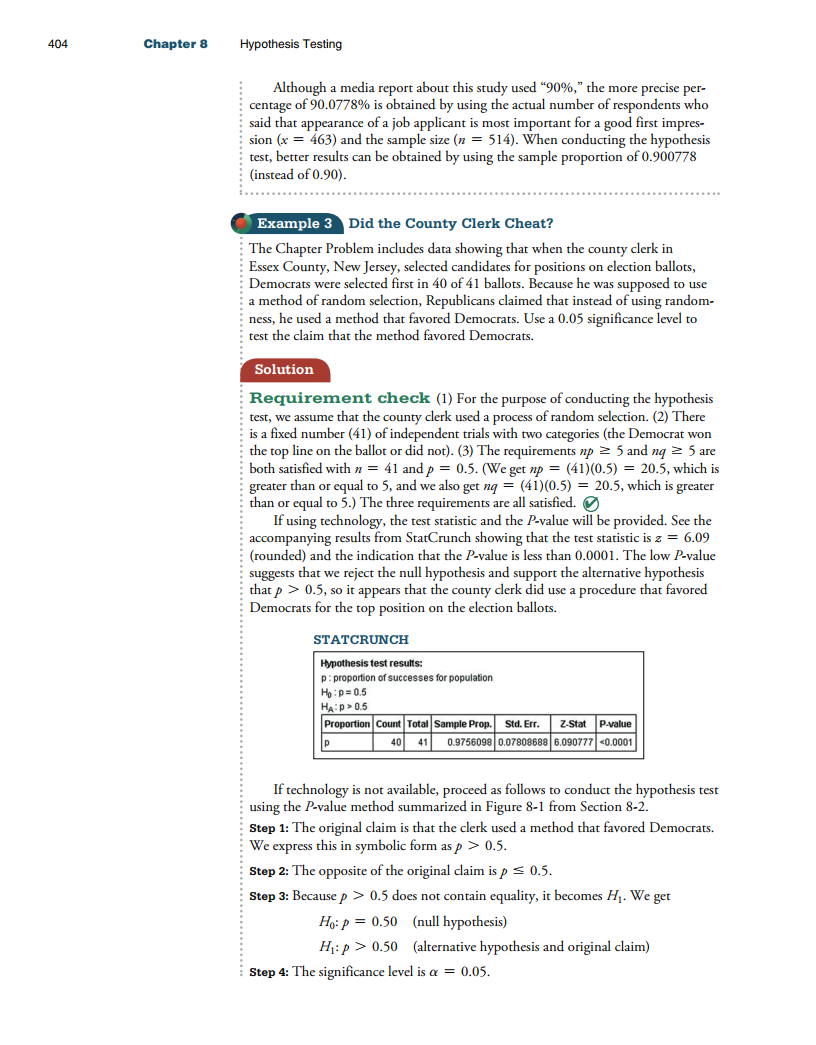 404 Chapter 8 Hypothesis Testing
Although a media report about this study used “90%,” the more precise per-
centage of 90.0778% is obtained by using the actual number of respondents who
said that appearance of a job applicant is most important for a good first impres-
sion (x = 463) and the sample size (n = 514). When conducting the hypothesis
test, better results can be obtained by using the sample proportion of 0.900778
(instead of 0.90).
Example 3 Did the County Clerk Cheat?
The Chapter Problem includes data showing that when the county clerk in
Essex County, New Jersey, selected candidates for positions on election ballots,
Democrats were selected first in 40 of 41 ballots. Because he was supposed to use
a method of random selection, Republicans claimed that instead of using random-
ness, he used a method that favored Democrats. Use a 0.05 significance level to
test the claim that the method favored Democrats.
Solution
Requirement check (1) For the purpose of conducting the hypothesis
test, we assume that the county clerk used a process of random selection. (2) There
is a fixed number (41) of independent trials with two categories (the Democrat won
the top line on the ballot or did not). (3) The requirements np ≥ 5 and nq ≥ 5 are
both satisfied with n = 41 and p = 0.5. (We get np = (41)(0.5) = 20.5, which is
greater than or equal to 5, and we also get nq = (41)(0.5) = 20.5, which is greater
than or equal to 5.) The three requirements are all satisfied.
If using technology, the test statistic and the P-value will be provided. See the
accompanying results from StatCrunch showing that the test statistic is z = 6.09
(rounded) and the indication that the P-value is less than 0.0001. The low P-value
suggests that we reject the null hypothesis and support the alternative hypothesis
that p > 0.5, so it appears that the county clerk did use a procedure that favored
Democrats for the top position on the election ballots.
STATCRUNCH
Hypothesis test results:
p : proportion of successes for population
H₀ : p = 0.5
H_A : p > 0.5
Proportion Count Total Sample Prop. Std. Err. Z-Stat P-value
p 40 41 0.9756098 0.07808688 6.090777 <0.0001
If technology is not available, proceed as follows to conduct the hypothesis test
using the P-value method summarized in Figure 8-1 from Section 8-2.
Step 1: The original claim is that the clerk used a method that favored Democrats.
We express this in symbolic form as p > 0.5.
Step 2: The opposite of the original claim is p ≤ 0.5.
Step 3: Because p > 0.5 does not contain equality, it becomes H₁. We get
H₀: p = 0.50 (null hypothesis)
H₁: p > 0.50 (alternative hypothesis and original claim)
Step 4: The significance level is α = 0.05.